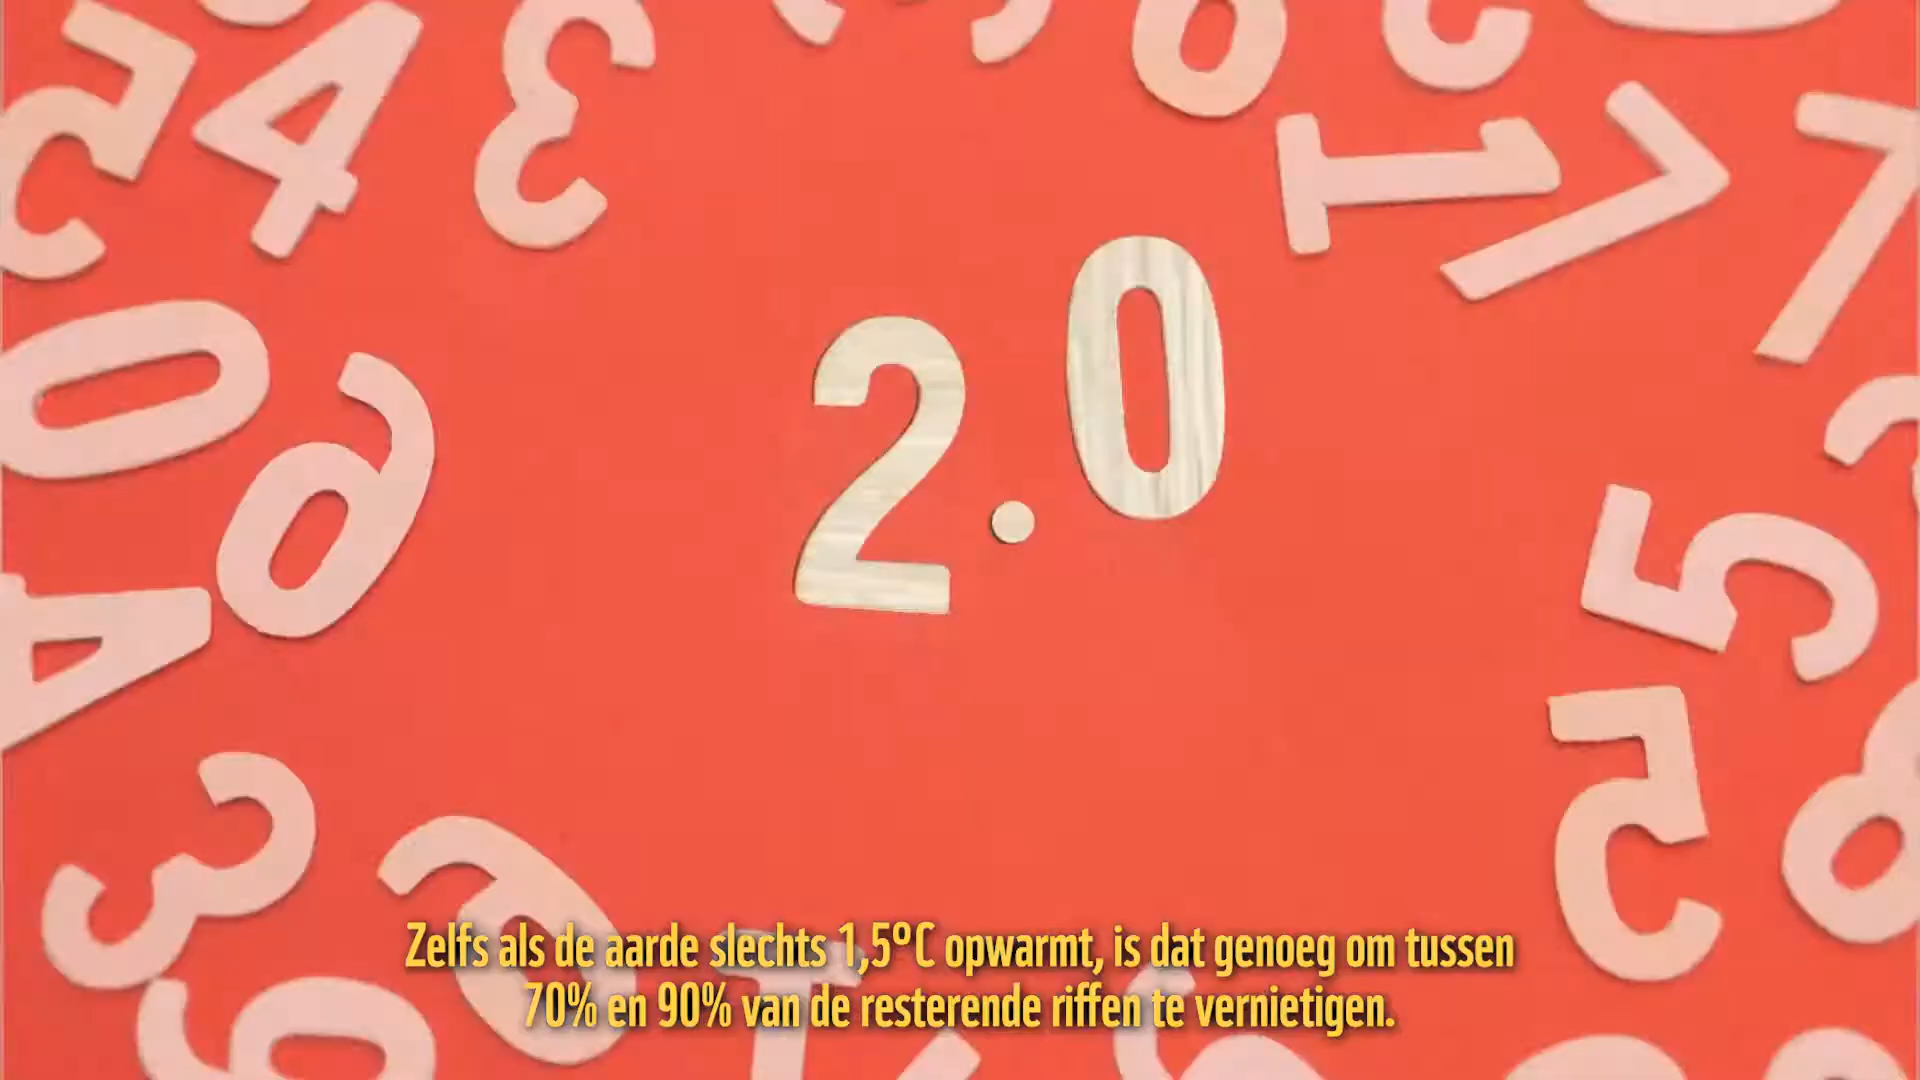 2.0
Zelfs als de aarde slechts 1,5ºC opwarmt, is dat genoeg om tussen
70% en 90% van de resterende riffen te vernietigen.